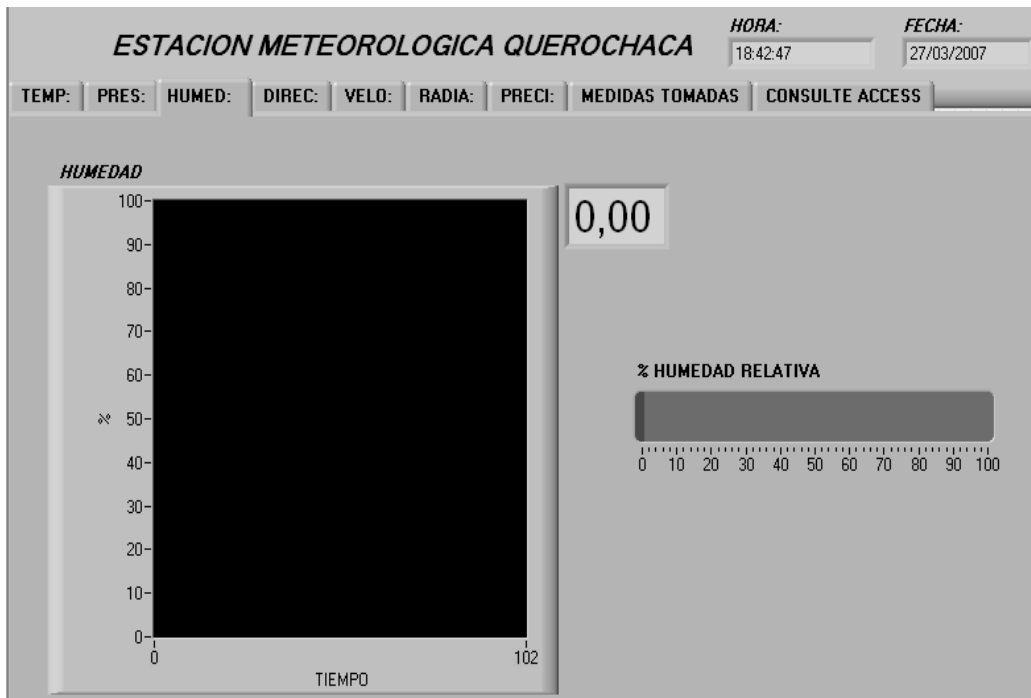 ESTACION METEOROLOGICA QUEROCHACA
HORA:
18:42:47
FECHA:
27/03/2007
TEMP: PRES: HUMED: DIREC: VELO: RADIA: PRECI: MEDIDAS TOMADAS CONSULTE ACCESS
HUMEDAD
0,00
100
90
80
70
60
% 50
40
30
20
10
0
0 102
TIEMPO
% HUMEDAD RELATIVA
0 10 20 30 40 50 60 70 80 90 100